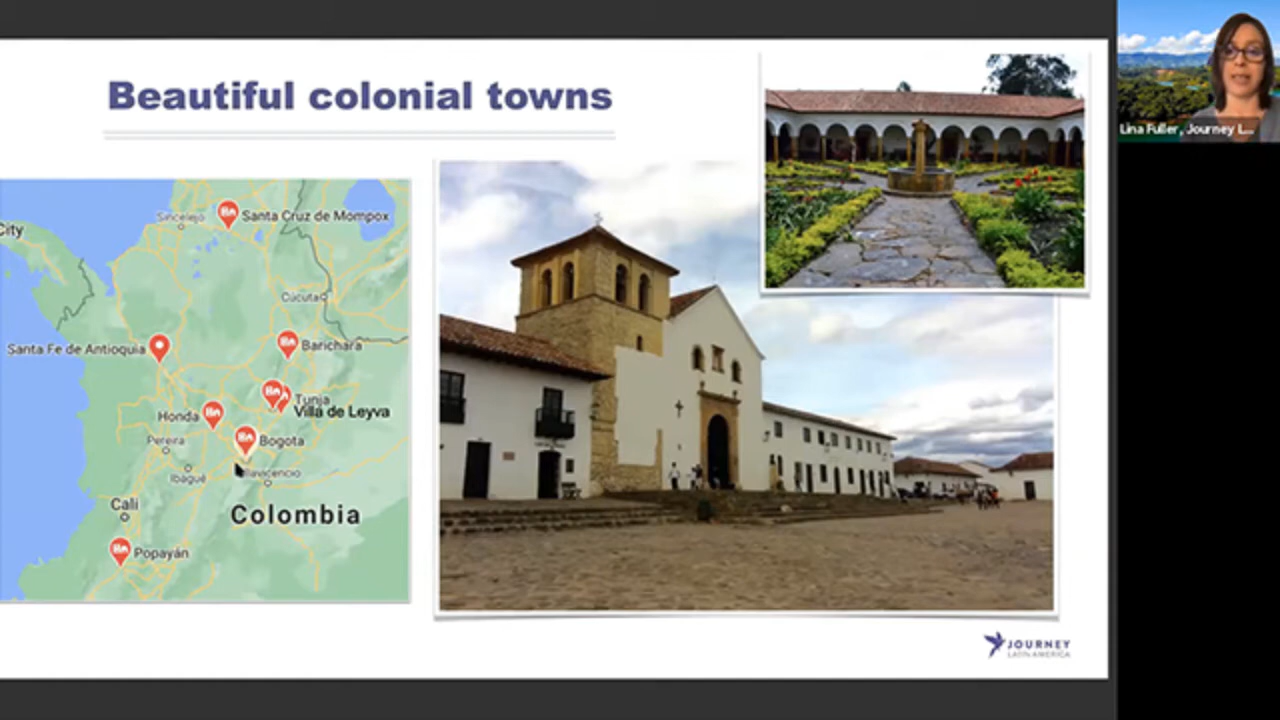 Beautiful colonial towns
Lina Fuller, Journey L...
City
Sincelejo
Santa Cruz de Mompox
Cúcuta
Santa Fe de Antioquia
Barichara
Tunja
Honda
Villa de Leyva
Pereira
Bogota
Ibagué
Cali
Colombia
Popayán
JOURNEY
LATIN AMERICA